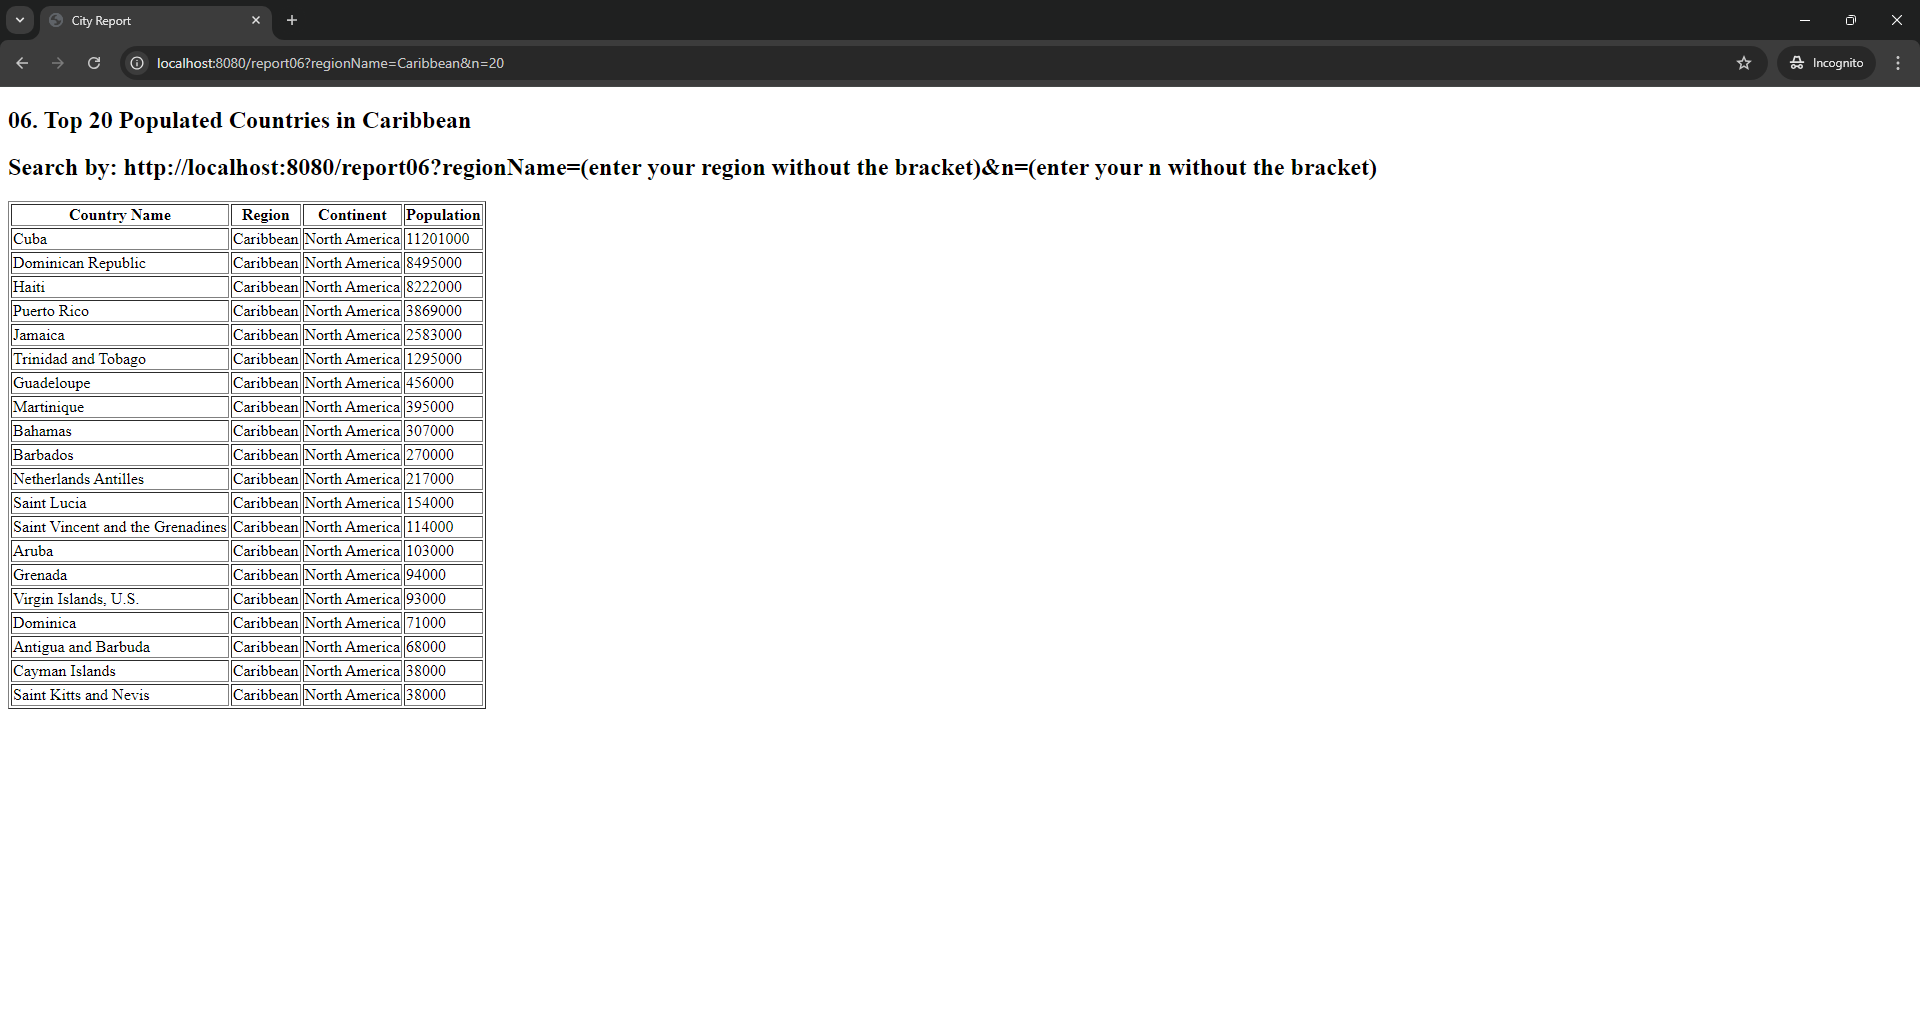 City Report
localhost:8080/report06?regionName=Caribbean&n=20
Incognito
06. Top 20 Populated Countries in Caribbean
Search by: http://localhost:8080/report06?regionName=(enter your region without the bracket)&n=(enter your n without the bracket)
Country Name Region Continent Population
Cuba Caribbean North America 11201000
Dominican Republic Caribbean North America 8495000
Haiti Caribbean North America 8222000
Puerto Rico Caribbean North America 3869000
Jamaica Caribbean North America 2583000
Trinidad and Tobago Caribbean North America 1295000
Guadeloupe Caribbean North America 456000
Martinique Caribbean North America 395000
Bahamas Caribbean North America 307000
Barbados Caribbean North America 270000
Netherlands Antilles Caribbean North America 217000
Saint Lucia Caribbean North America 154000
Saint Vincent and the Grenadines Caribbean North America 114000
Aruba Caribbean North America 103000
Grenada Caribbean North America 94000
Virgin Islands, U.S. Caribbean North America 93000
Dominica Caribbean North America 71000
Antigua and Barbuda Caribbean North America 68000
Cayman Islands Caribbean North America 38000
Saint Kitts and Nevis Caribbean North America 38000